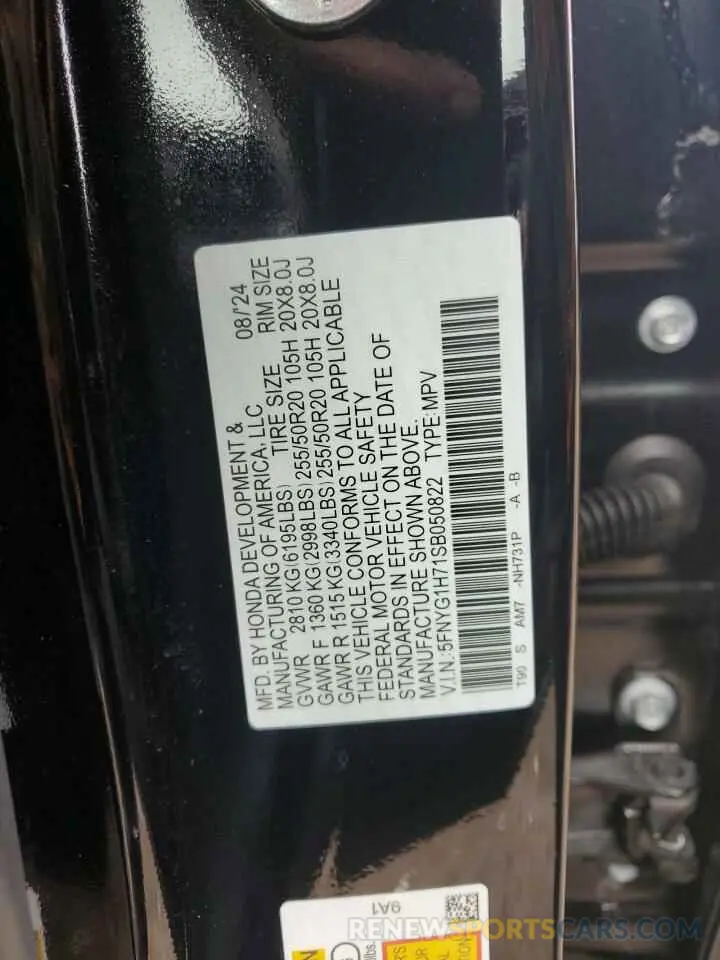 MFD. BY HONDA DEVELOPMENT & 08/'24
MANUFACTURING OF AMERICA, LLC
TIRE SIZE RIM SIZE
GVWR 2810 KG(6195LBS)
GAWR F 1360 KG(2998LBS) 255/50R20 105H 20X8.0J
GAWR R 1515 KG(3340LBS) 255/50R20 105H 20X8.0J
THIS VEHICLE CONFORMS TO ALL APPLICABLE
FEDERAL MOTOR VEHICLE SAFETY
STANDARDS IN EFFECT ON THE DATE OF
MANUFACTURE SHOWN ABOVE.
V.I.N.: 5FNYG1H71SB050822 TYPE: MPV
T90 S AM7 -NH731P -A -B
9A1
lbs.
RENEWSPORTSCARS.COM